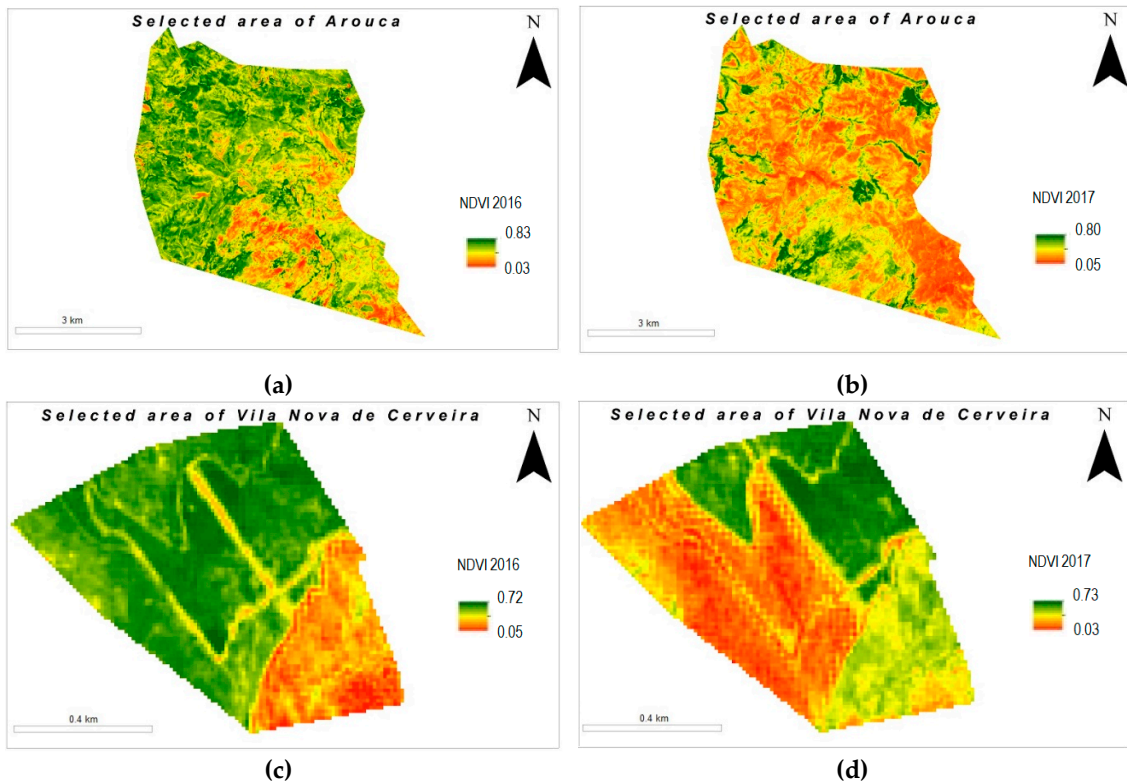 Selected area of Arouca
N
NDVI 2016
0.83
0.03
3 km
(a)
Selected area of Arouca
N
NDVI 2017
0.80
0.05
3 km
(b)
Selected area of Vila Nova de Cerveira
N
NDVI 2016
0.72
0.05
0.4 km
(c)
Selected area of Vila Nova de Cerveira
N
NDVI 2017
0.73
0.03
0.4 km
(d)